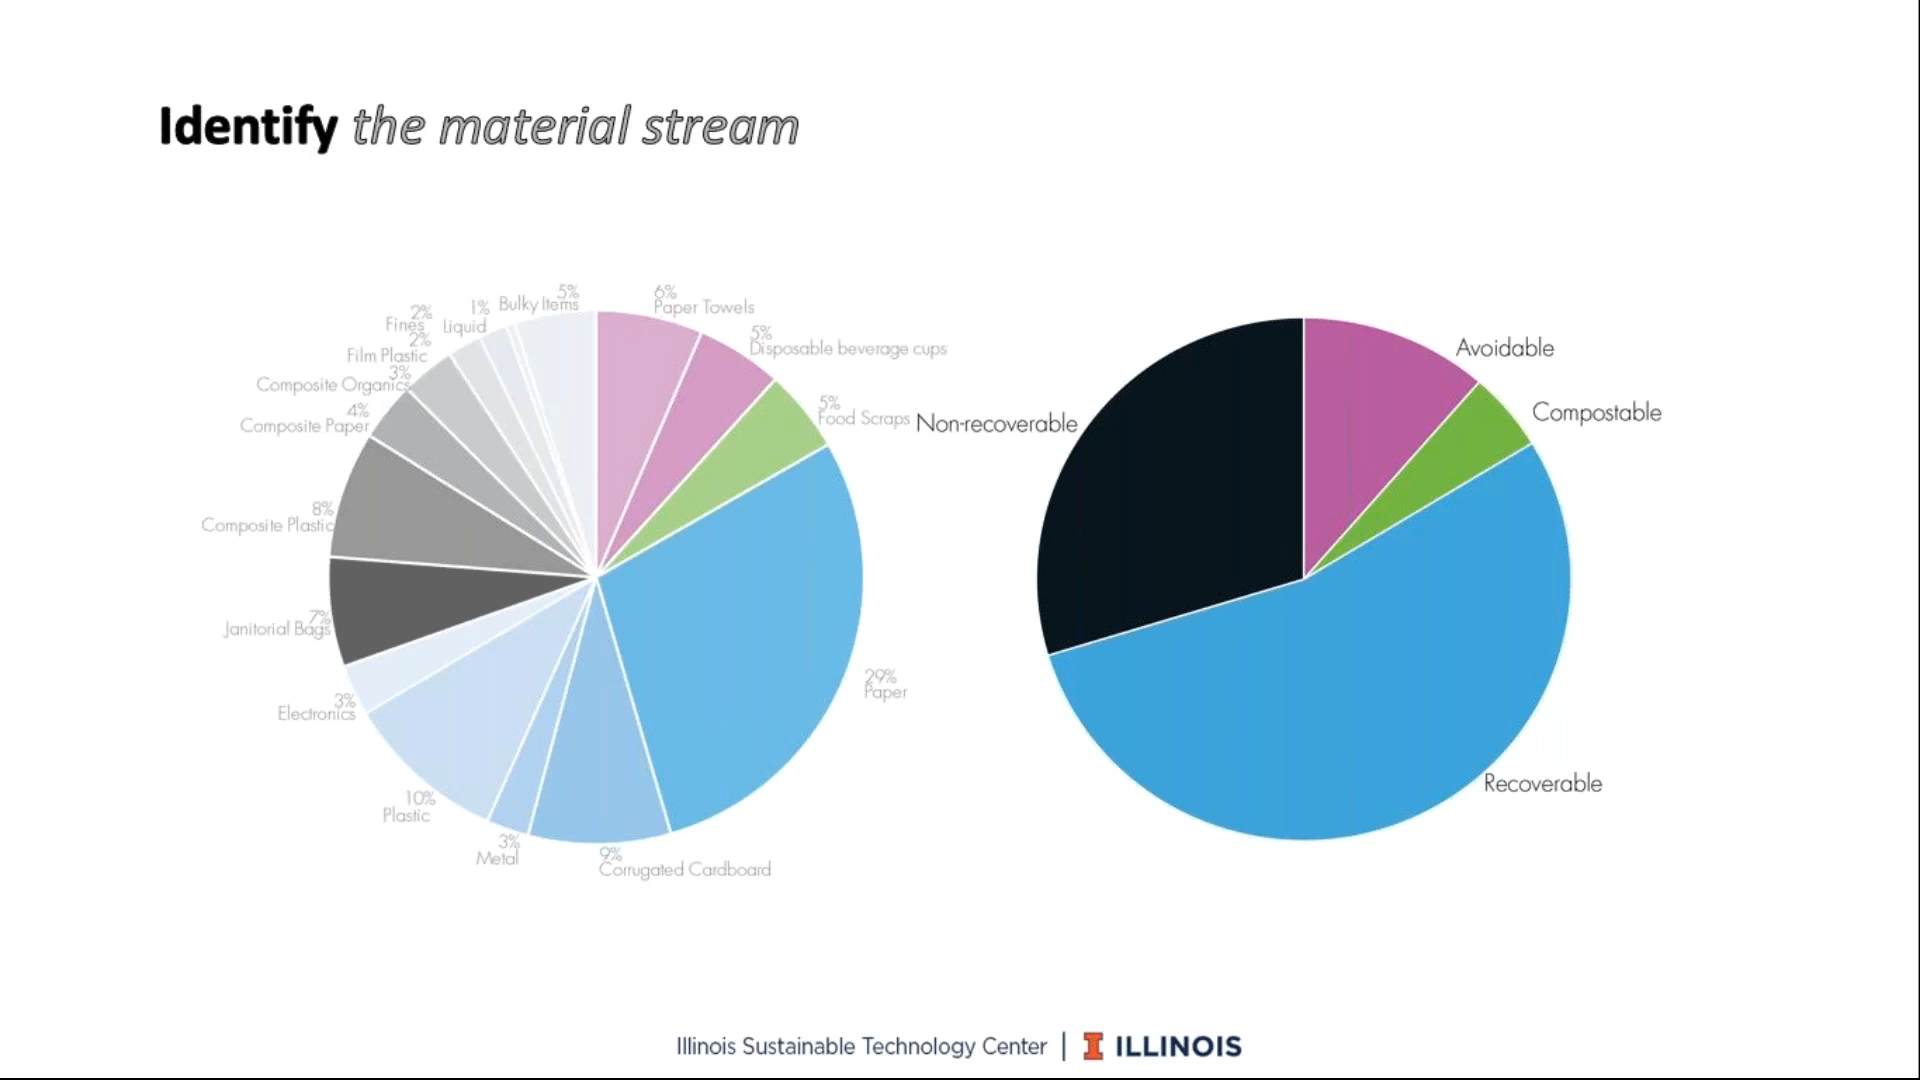 Identify the material stream
5%
Bulky Items
1%
Liquid
2%
Fines
2%
Film Plastic
3%
Composite Organics
4%
Composite Paper
8%
Composite Plastic
7%
Janitorial Bags
3%
Electronics
10%
Plastic
3%
Metal
9%
Corrugated Cardboard
29%
Paper
5%
Food Scraps
5%
Disposable beverage cups
6%
Paper Towels
Non-recoverable
Avoidable
Compostable
Recoverable
Illinois Sustainable Technology Center | I ILLINOIS